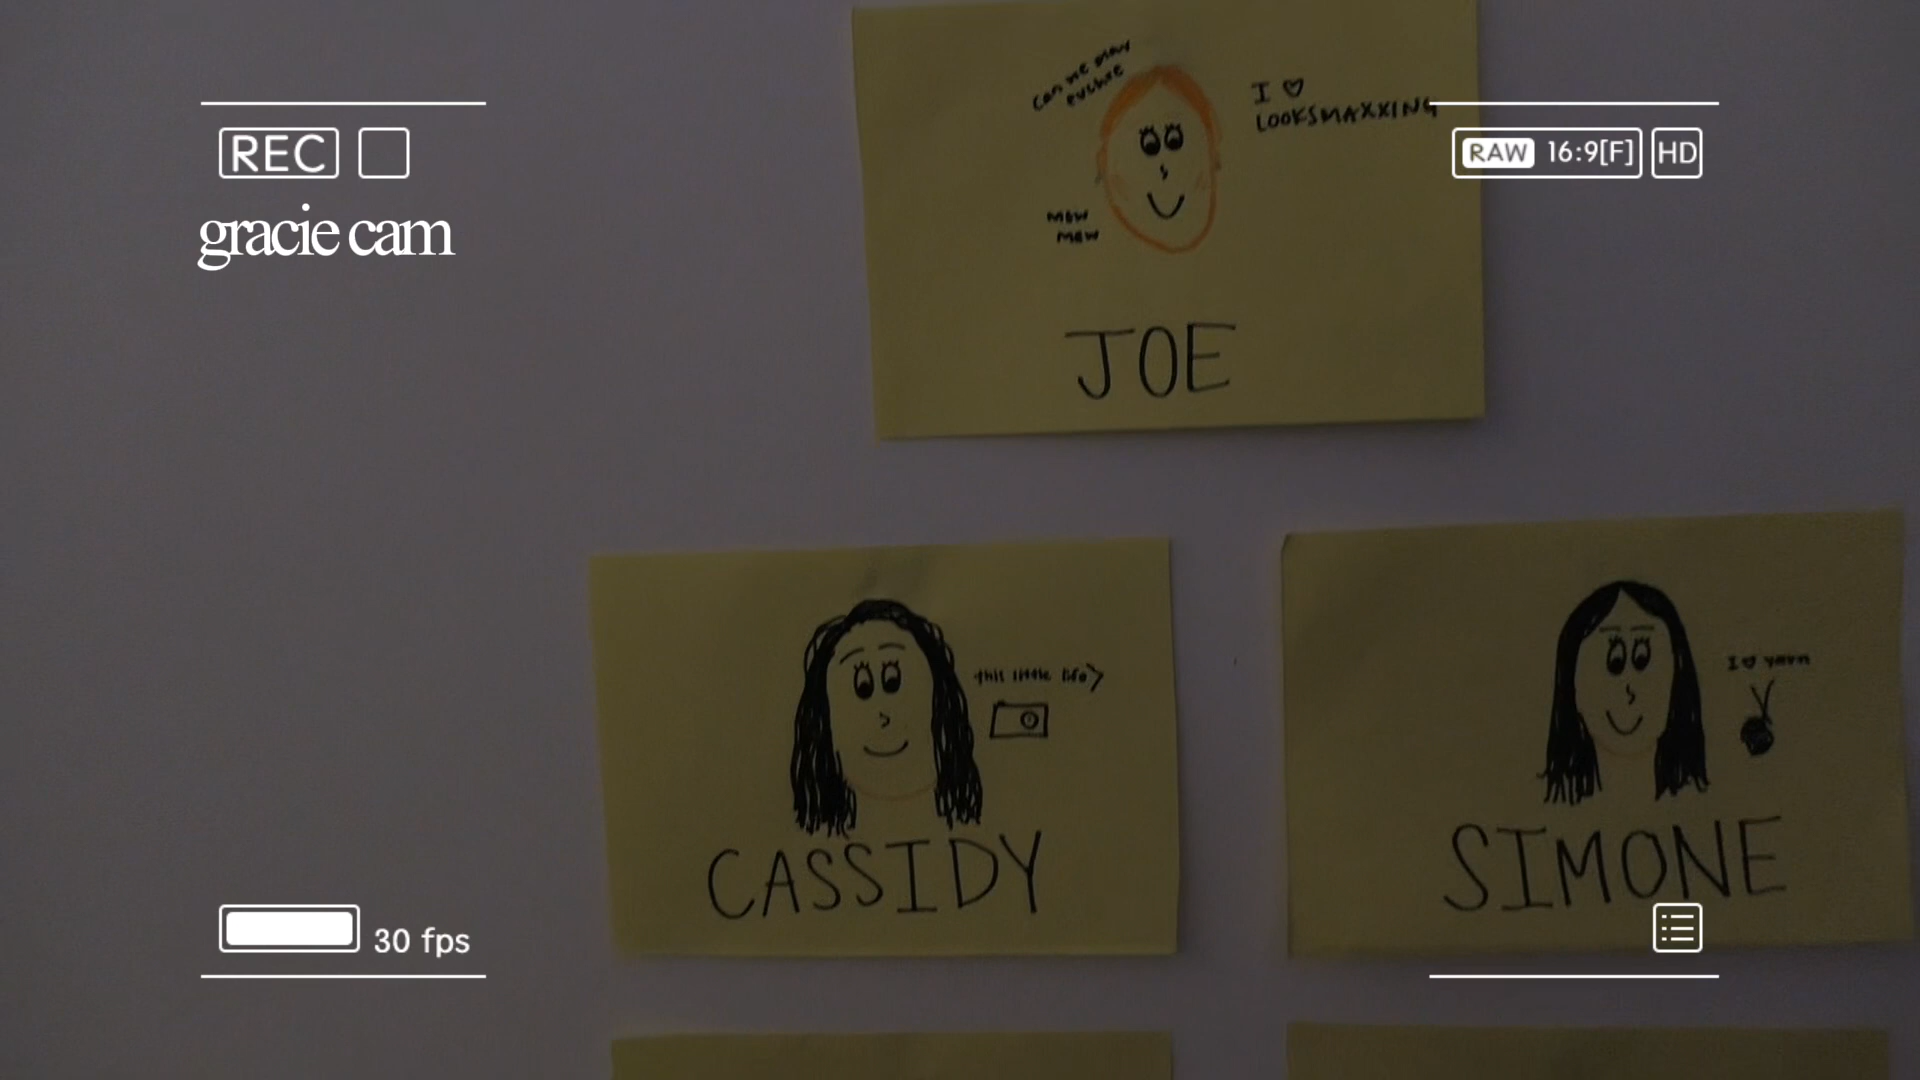 REC
gracie cam
RAW 16:9[F] HD
can we play
I ♡
LOOKSMAXXING
mew
mew
JOE
this little life>
CASSIDY
I ♡ yarn
SIMONE
30 fps